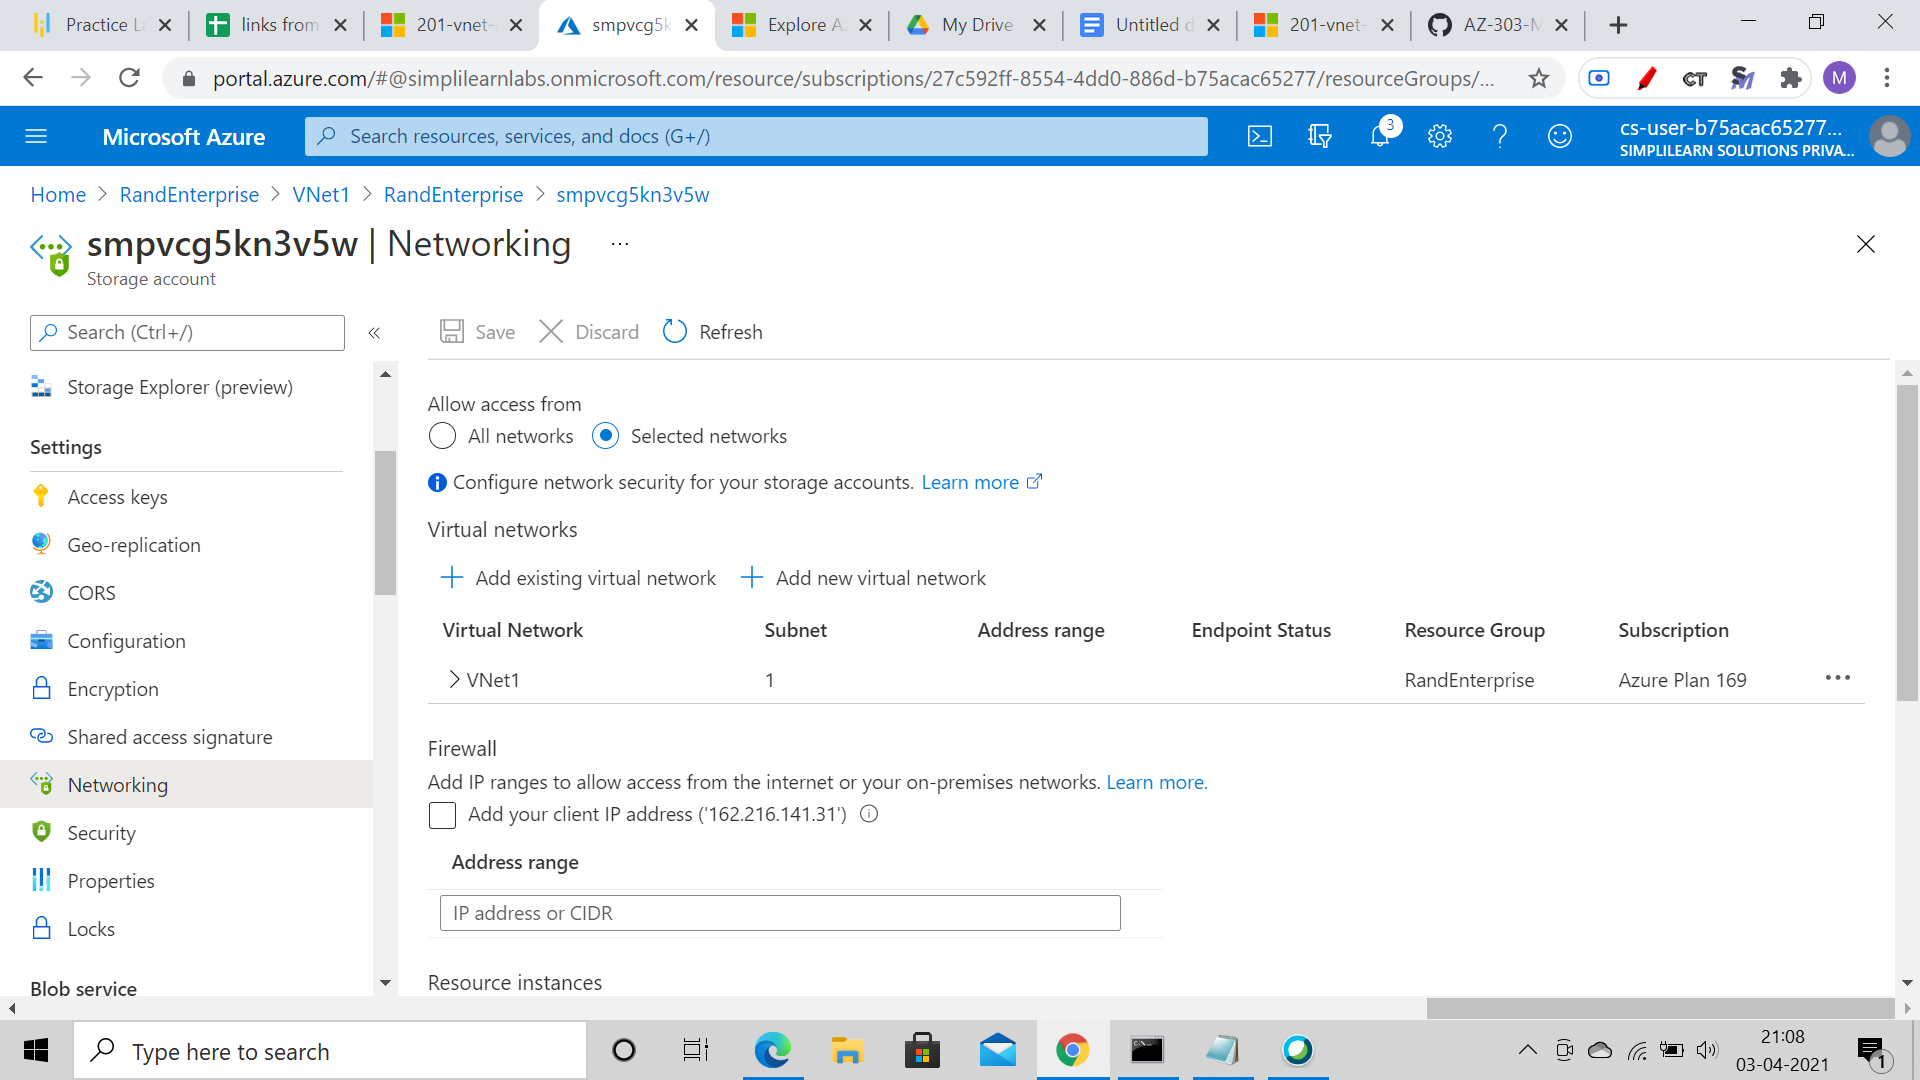 Practice La
links from
201-vnet-
smpvcg5k
Explore A
My Drive
Untitled d
201-vnet-
AZ-303-M
portal.azure.com/#@simplilearnlabs.onmicrosoft.com/resource/subscriptions/27c592ff-8554-4dd0-886d-b75acac65277/resourceGroups/...
CT
M
Microsoft Azure
Search resources, services, and docs (G+/)
3
cs-user-b75acac65277...
SIMPLILEARN SOLUTIONS PRIVA...
Home > RandEnterprise > VNet1 > RandEnterprise > smpvcg5kn3v5w
smpvcg5kn3v5w | Networking ...
Storage account
Search (Ctrl+/)
«
Save
Discard
Refresh
Storage Explorer (preview)
Settings
Access keys
Geo-replication
CORS
Configuration
Encryption
Shared access signature
Networking
Security
Properties
Locks
Blob service
Allow access from
All networks
Selected networks
Configure network security for your storage accounts. Learn more
Virtual networks
Add existing virtual network
Add new virtual network
Virtual Network Subnet Address range Endpoint Status Resource Group Subscription
VNet1 1 RandEnterprise Azure Plan 169 ...
Firewall
Add IP ranges to allow access from the internet or your on-premises networks. Learn more.
Add your client IP address ('162.216.141.31')
Address range
IP address or CIDR
Resource instances
Type here to search
21:08
03-04-2021
1